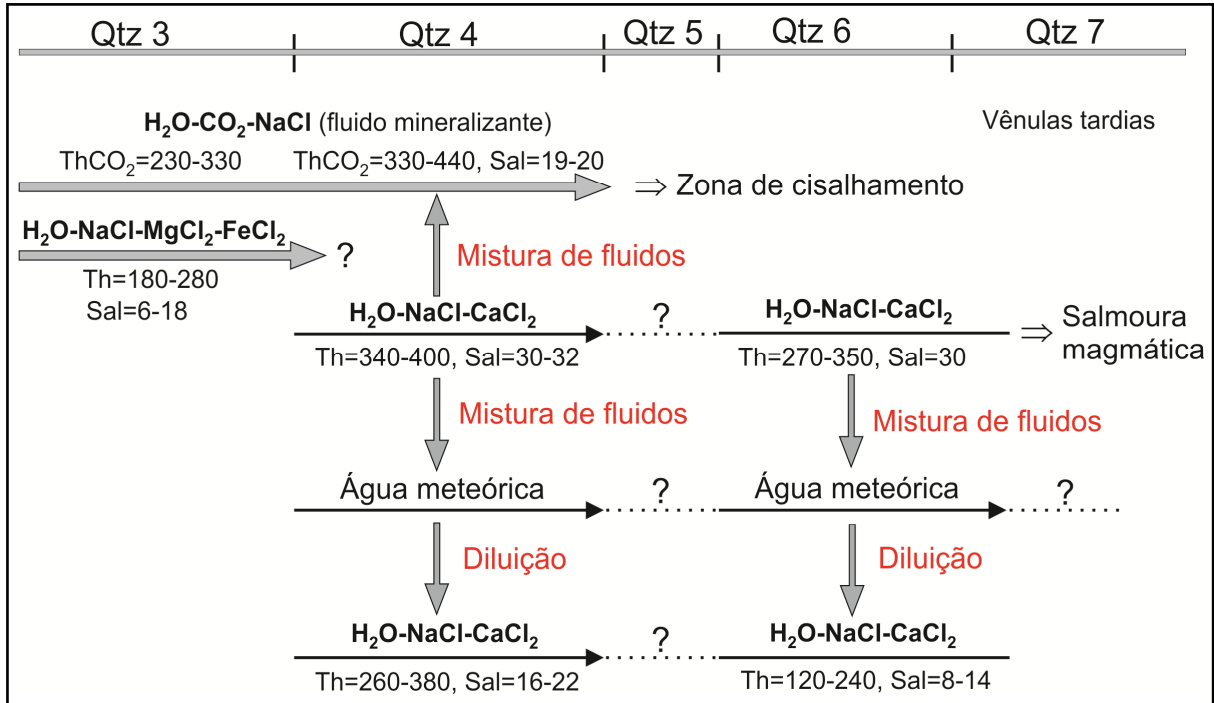 Qtz 3 Qtz 4 Qtz 5 Qtz 6 Qtz 7
H₂O-CO₂-NaCl (fluido mineralizante)
Vênulas tardias
ThCO₂=230-330 ThCO₂=330-440, Sal=19-20
⇒ Zona de cisalhamento
H₂O-NaCl-MgCl₂-FeCl₂
?
Th=180-280
Sal=6-18
Mistura de fluidos
H₂O-NaCl-CaCl₂ ? H₂O-NaCl-CaCl₂
⇒ Salmoura
magmática
Th=340-400, Sal=30-32 Th=270-350, Sal=30
Mistura de fluidos Mistura de fluidos
Água meteórica ? Água meteórica ?
Diluição Diluição
H₂O-NaCl-CaCl₂ ? H₂O-NaCl-CaCl₂
Th=260-380, Sal=16-22 Th=120-240, Sal=8-14